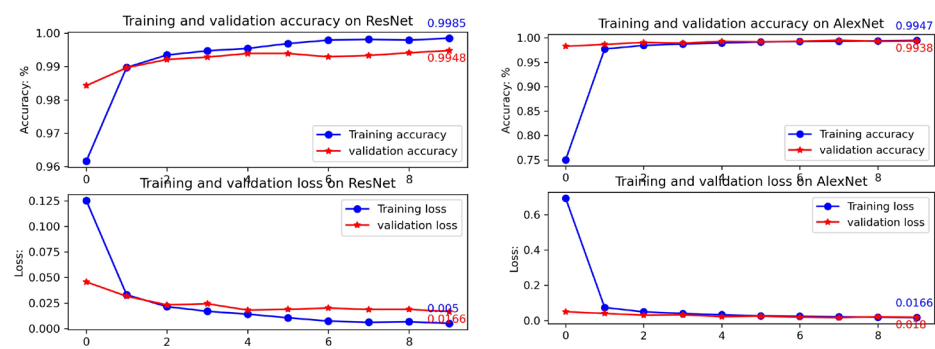 Training and validation accuracy on ResNet
0.9985
1.00
0.99
0.98
0.97
0.96
Accuracy: %
0.9948
Training accuracy
validation accuracy
0 2 4 6 8
Training and validation loss on ResNet
0.125
0.100
0.075
0.050
0.025
0.000
Loss:
Training loss
validation loss
0.005
0.0166
0 2 4 6 8
Training and validation accuracy on AlexNet
0.9947
1.00
0.95
0.90
0.85
0.80
0.75
Accuracy: %
0.9938
Training accuracy
validation accuracy
0 2 4 6 8
Training and validation loss on AlexNet
0.6
0.4
0.2
0.0
Loss:
Training loss
validation loss
0.0166
0.018
0 2 4 6 8